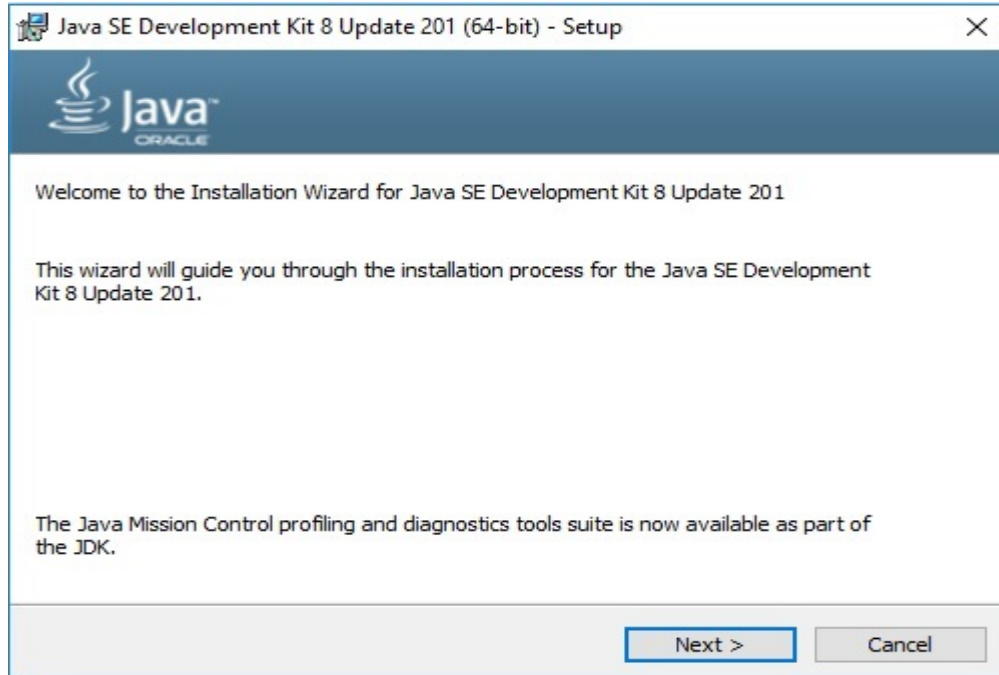 Java SE Development Kit 8 Update 201 (64-bit) - Setup
Java™
ORACLE
Welcome to the Installation Wizard for Java SE Development Kit 8 Update 201
This wizard will guide you through the installation process for the Java SE Development
Kit 8 Update 201.
The Java Mission Control profiling and diagnostics tools suite is now available as part of
the JDK.
Next >
Cancel